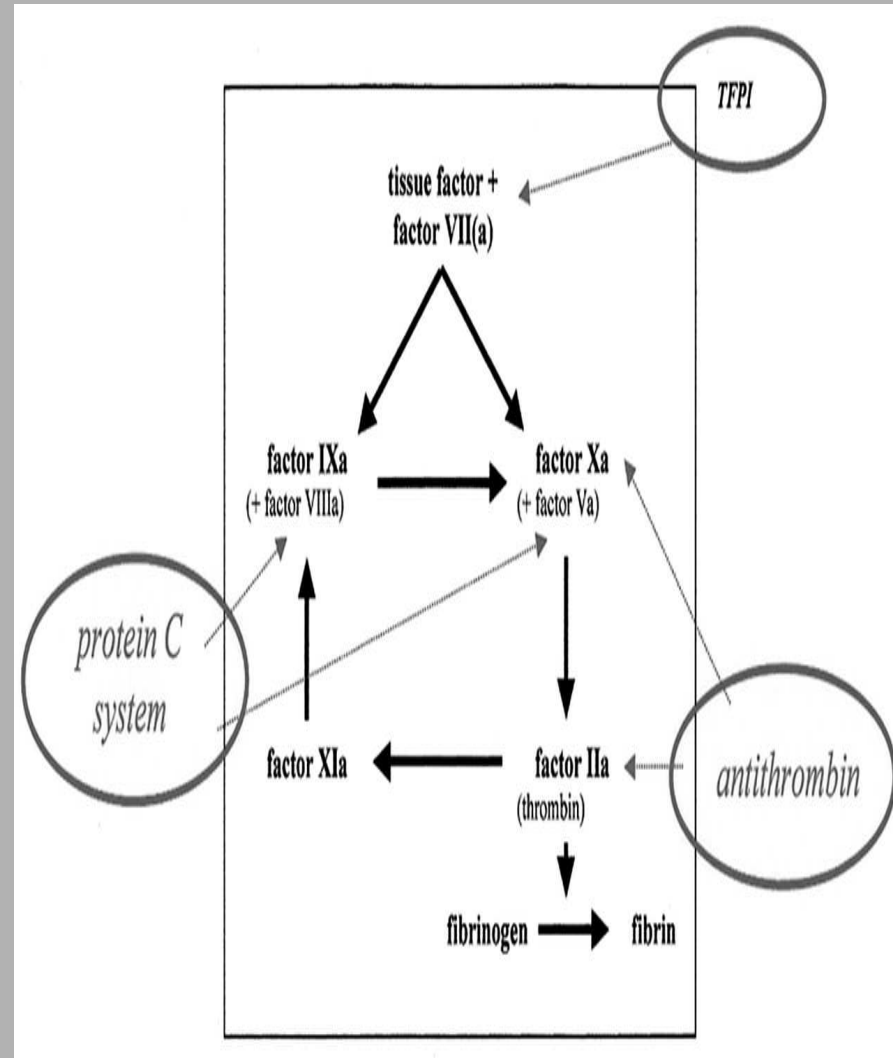 TFPI
tissue factor +
factor VII(a)
factor IXa
(+ factor VIIIa)
factor Xa
(+ factor Va)
protein C
system
factor XIa
factor IIa
(thrombin)
antithrombin
fibrinogen
fibrin